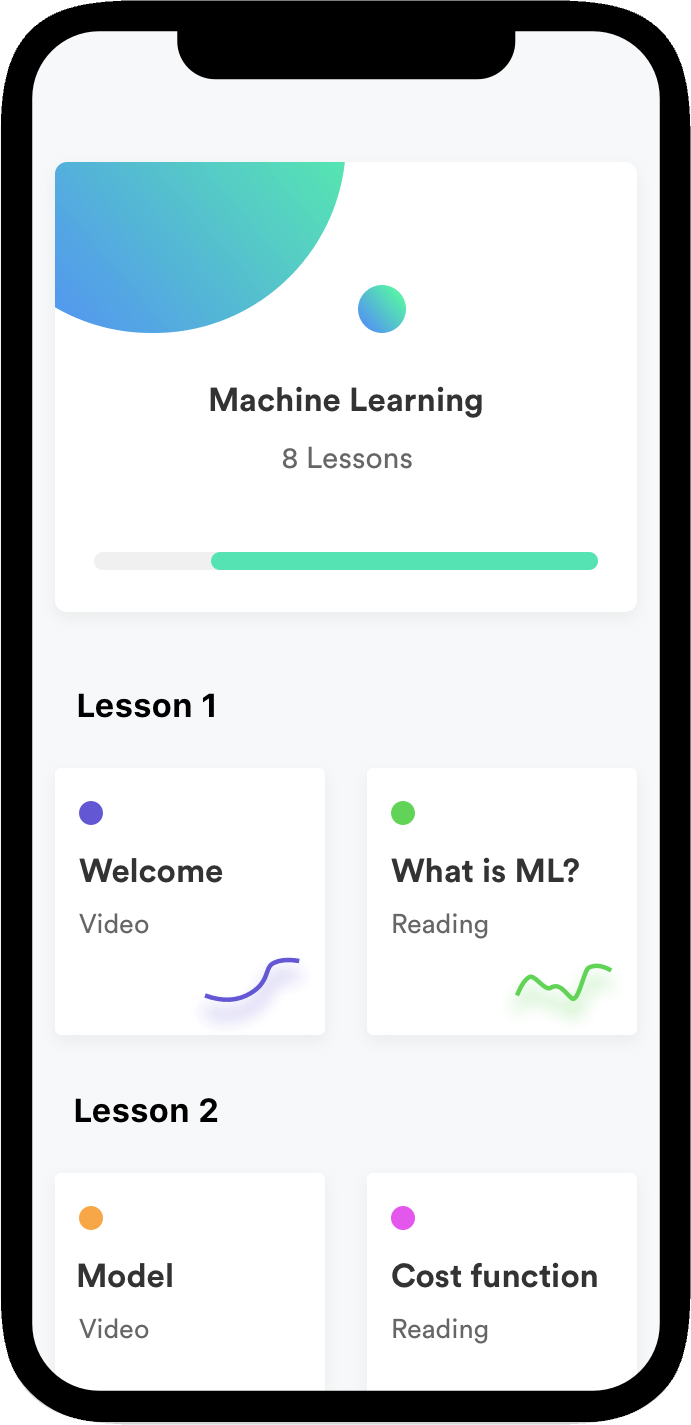 Machine Learning
8 Lessons
Lesson 1
Welcome
Video
What is ML?
Reading
Lesson 2
Model
Video
Cost function
Reading